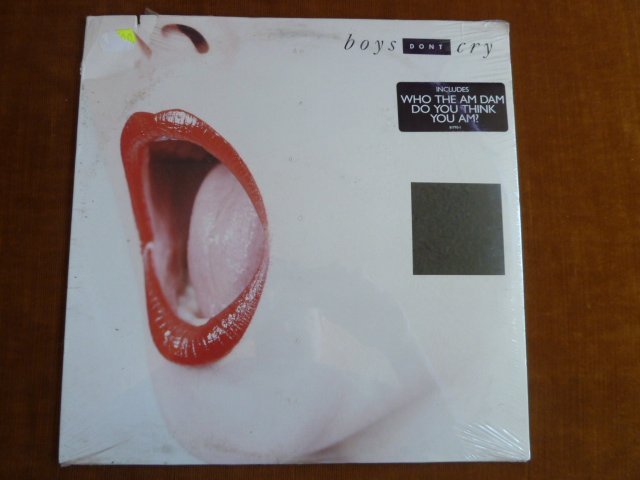 boys DONT cry
INCLUDES
WHO THE AM DAM
DO YOU THINK
YOU AM?